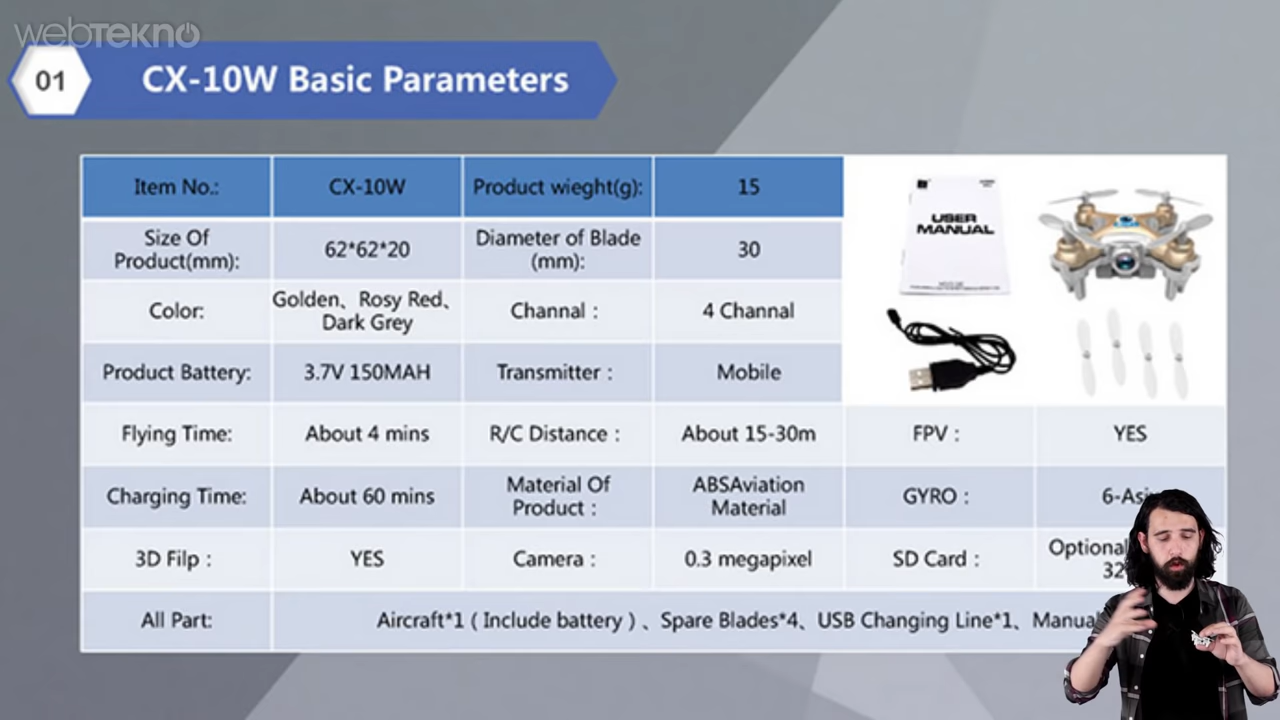 webTEKNO
01
CX-10W Basic Parameters
Item No.:
CX-10W
Product wieght(g):
15
USER
MANUAL
Size Of
Product(mm):
62*62*20
Diameter of Blade
(mm):
30
Color:
Golden、Rosy Red、
Dark Grey
Channal：
4 Channal
Product Battery:
3.7V 150MAH
Transmitter：
Mobile
Flying Time:
About 4 mins
R/C Distance：
About 15-30m
FPV：
YES
Charging Time:
About 60 mins
Material Of
Product：
ABSAviation
Material
GYRO：
3D Filp：
YES
Camera：
0.3 megapixel
SD Card：
Optional
32
All Part:
Aircraft*1 ( Include battery ) 、Spare Blades*4、USB Changing Line*1、Manua